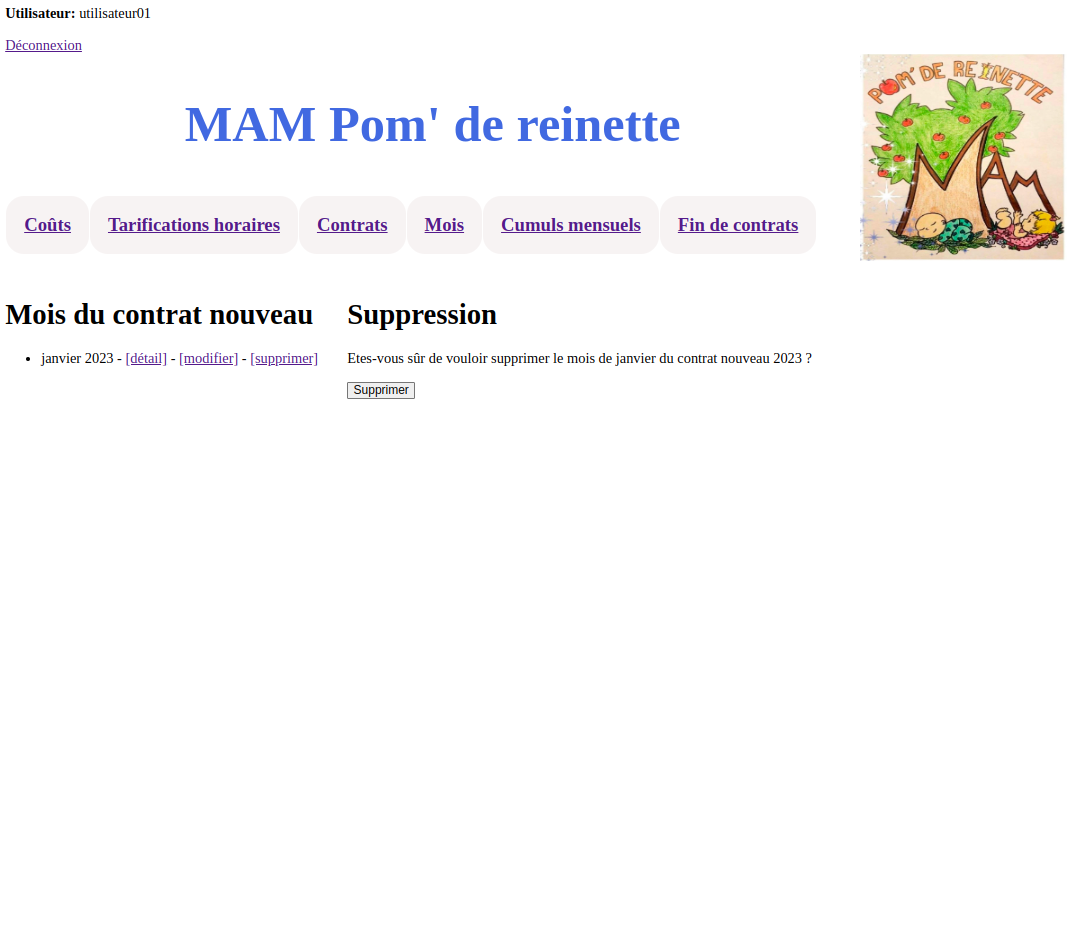 Utilisateur: utilisateur01
Déconnexion
POM' DE REINETTE
MAM
MAM Pom' de reinette
Coûts Tarifications horaires Contrats Mois Cumuls mensuels Fin de contrats
Mois du contrat nouveau
janvier 2023 - [détail] - [modifier] - [supprimer]
Suppression
Etes-vous sûr de vouloir supprimer le mois de janvier du contrat nouveau 2023 ?
Supprimer